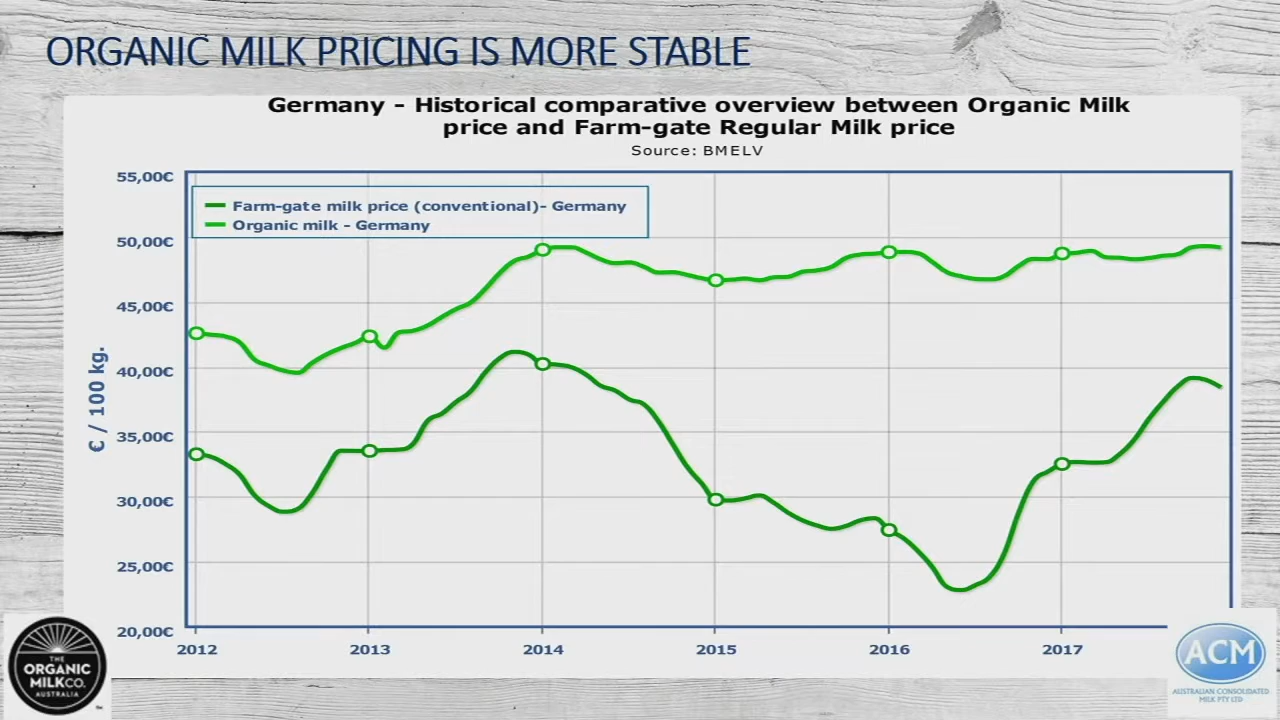 ORGANIC MILK PRICING IS MORE STABLE
Germany - Historical comparative overview between Organic Milk
price and Farm-gate Regular Milk price
Source: BMELV
Farm-gate milk price (conventional)- Germany
Organic milk - Germany
55,00€
50,00€
45,00€
40,00€
35,00€
30,00€
25,00€
20,00€
€ / 100 kg.
2012
2013
2014
2015
2016
2017
THE
ORGANIC
MILKCO.
AUSTRALIA
ACM
AUSTRALIAN CONSOLIDATED
MILK PTY LTD